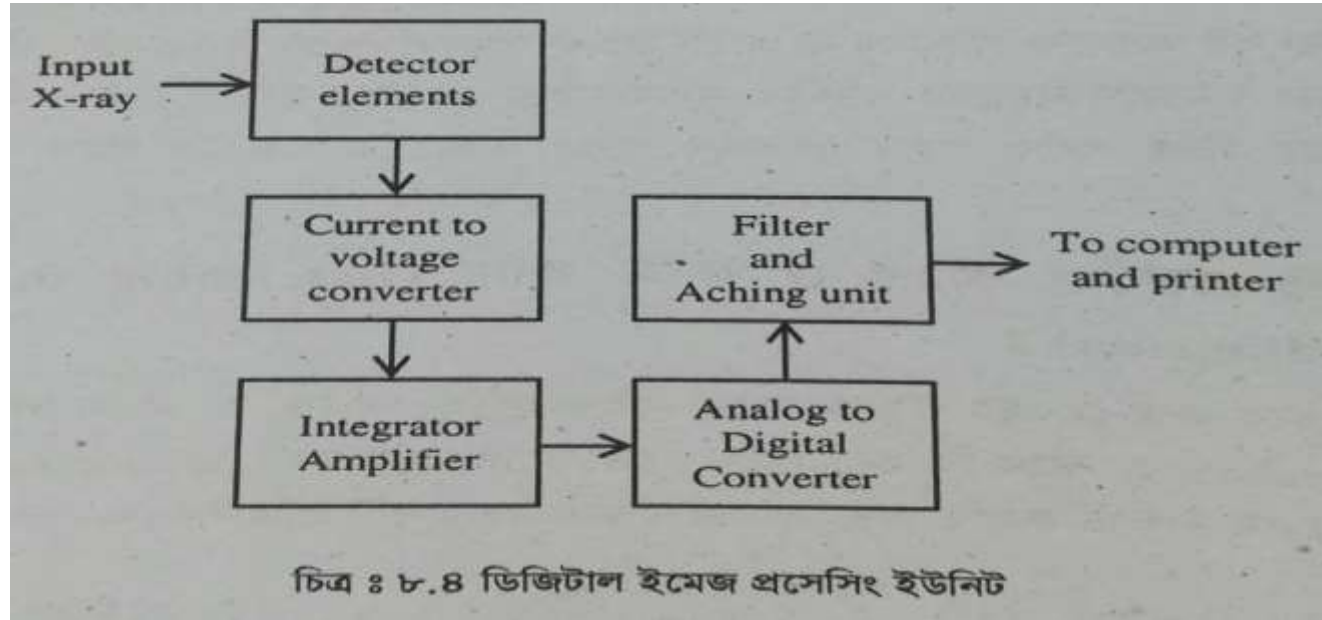 Input
X-ray
Detector
elements
Current to
voltage
converter
Integrator
Amplifier
Analog to
Digital
Converter
Filter
and
Aching unit
To computer
and printer
চিত্র ঃ ৮.৪ ডিজিটাল ইমেজ প্রসেসিং ইউনিট